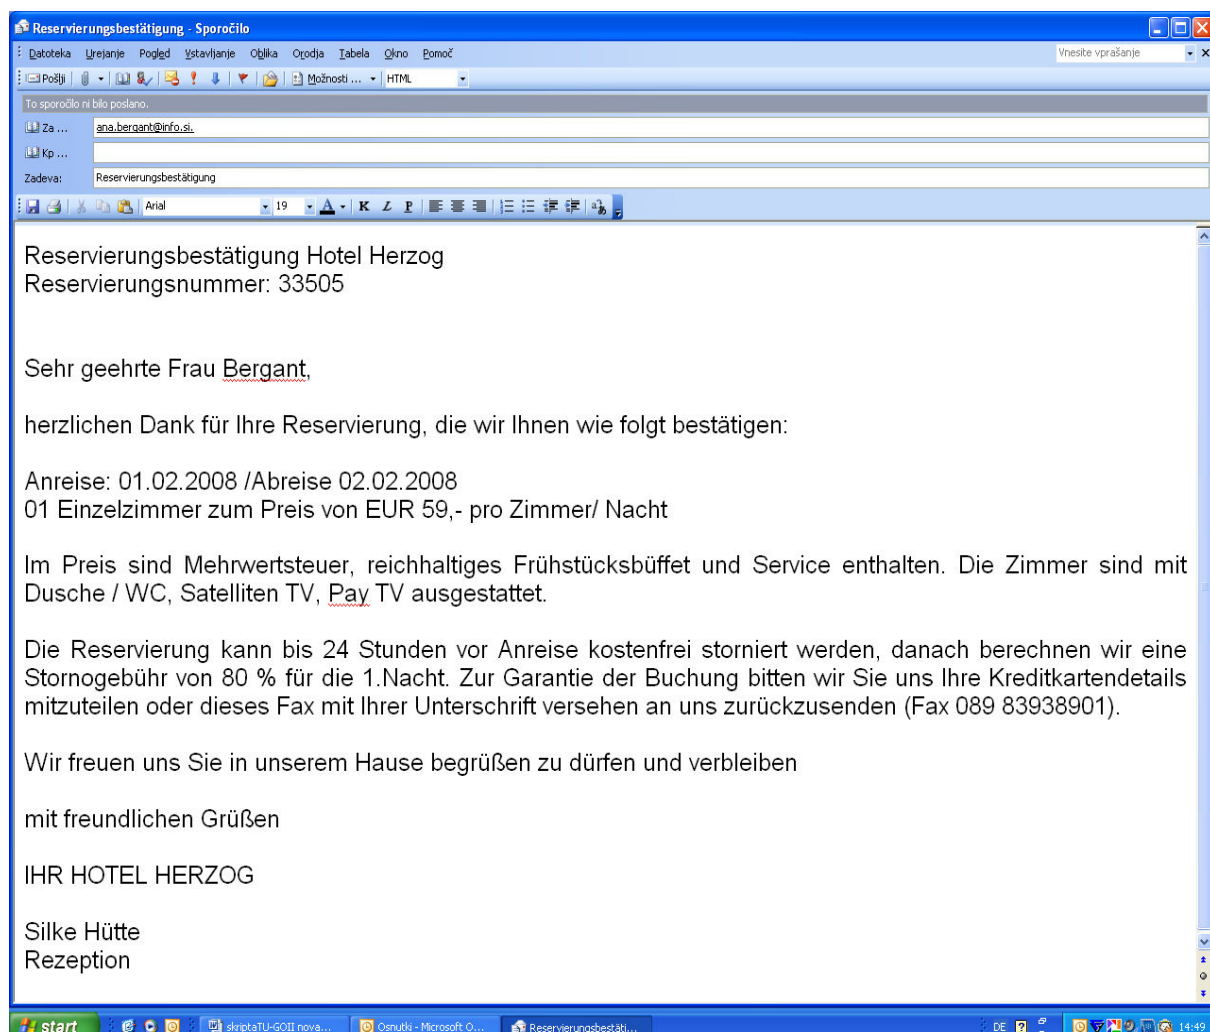 Reservierungsbestätigung - Sporočilo
Datoteka Urejanje Pogled Vstavljanje Oblika Orodja Tabela Okno Pomoč Vnesite vprašanje
Pošlji Možnosti ... HTML
To sporočilo ni bilo poslano.
Za ... ana.bergant@info.si.
Kp ...
Zadeva: Reservierungsbestätigung
Arial 19 A K L P
Reservierungsbestätigung Hotel Herzog
Reservierungsnummer: 33505
Sehr geehrte Frau Bergant,
herzlichen Dank für Ihre Reservierung, die wir Ihnen wie folgt bestätigen:
Anreise: 01.02.2008 /Abreise 02.02.2008
01 Einzelzimmer zum Preis von EUR 59,- pro Zimmer/ Nacht
Im Preis sind Mehrwertsteuer, reichhaltiges Frühstücksbüffet und Service enthalten. Die Zimmer sind mit
Dusche / WC, Satelliten TV, Pay TV ausgestattet.
Die Reservierung kann bis 24 Stunden vor Anreise kostenfrei storniert werden, danach berechnen wir eine
Stornogebühr von 80 % für die 1.Nacht. Zur Garantie der Buchung bitten wir Sie uns Ihre Kreditkartendetails
mitzuteilen oder dieses Fax mit Ihrer Unterschrift versehen an uns zurückzusenden (Fax 089 83938901).
Wir freuen uns Sie in unserem Hause begrüßen zu dürfen und verbleiben
mit freundlichen Grüßen
IHR HOTEL HERZOG
Silke Hütte
Rezeption
start skriptaTU-GOII nova... Osnutki - Microsoft O... Reservierungsbestäti... DE 14:49